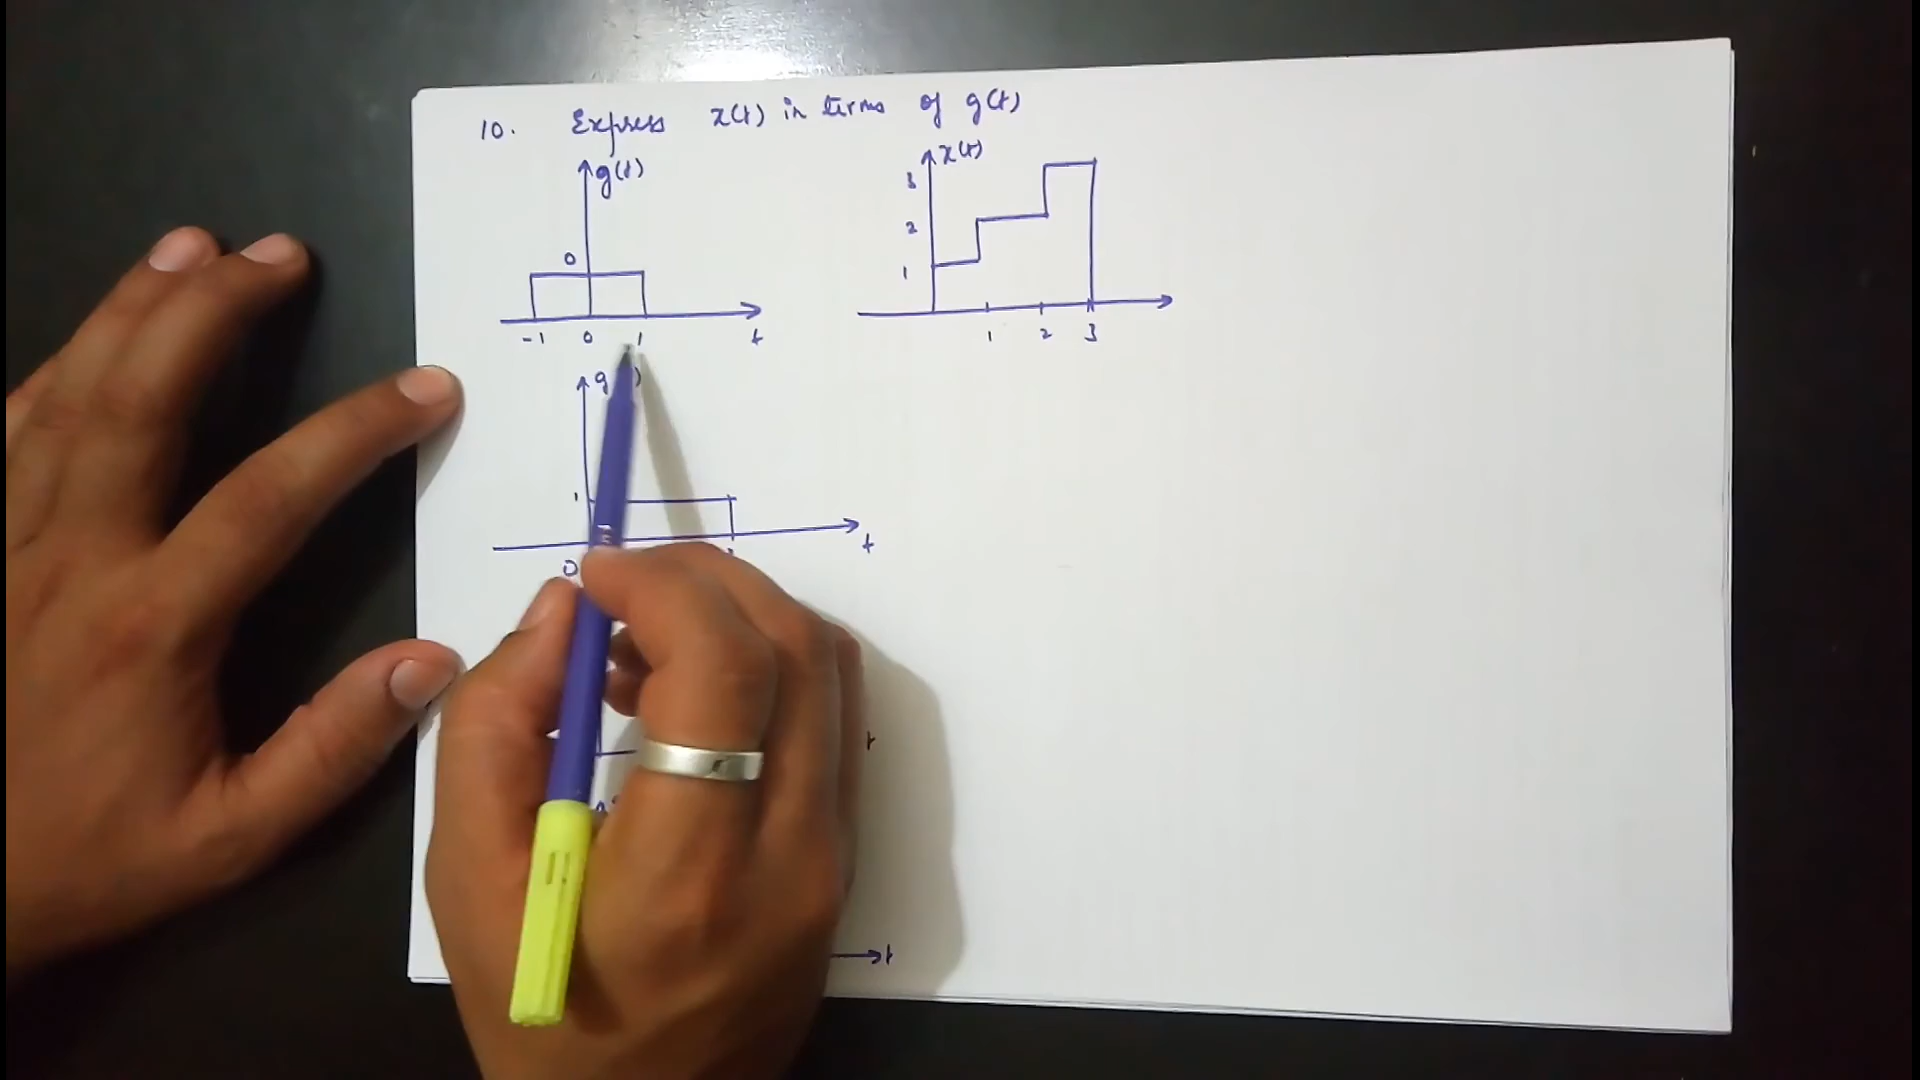 10. Express x(t) in terms of g(t)
g(t)
0
-1 0 1 t
x(t)
3
2
1
1 2 3
g )
1
t
0
t
t